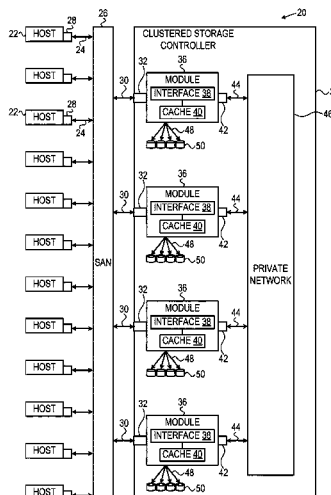 20
26
CLUSTERED STORAGE
CONTROLLER
22
HOST
28
24
32
36
MODULE
INTERFACE 38
CACHE 40
30
44
42
46
48
50
HOST
22
HOST
28
24
HOST
32
36
MODULE
INTERFACE 38
CACHE 40
30
44
42
48
50
HOST
HOST
SAN
PRIVATE
NETWORK
HOST
32
36
MODULE
INTERFACE 38
CACHE 40
30
44
42
48
50
HOST
HOST
32
36
MODULE
INTERFACE 38
CACHE 40
30
44
42
48
50
HOST
HOST
HOST